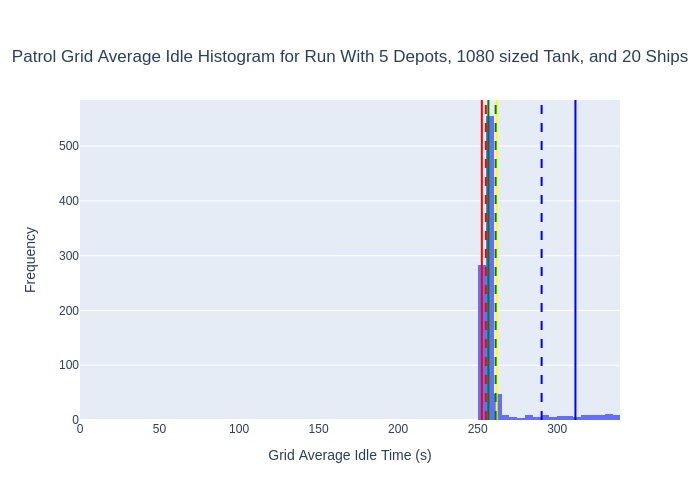 Patrol Grid Average Idle Histogram for Run With 5 Depots, 1080 sized Tank, and 20 Ships
500
400
300
200
100
0
0 50 100 150 200 250 300
Frequency
Grid Average Idle Time (s)